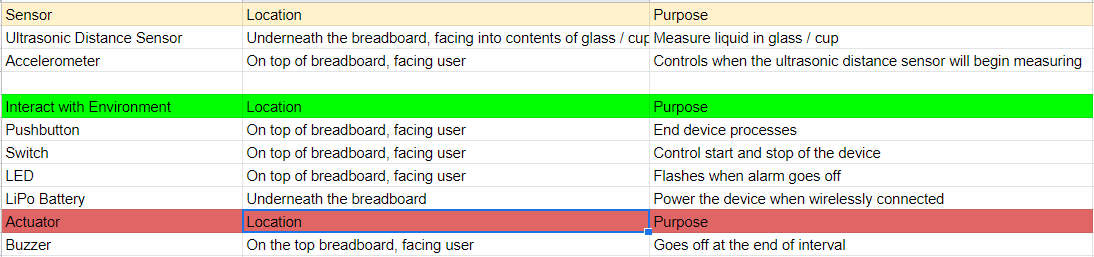 Sensor Location Purpose
Ultrasonic Distance Sensor Underneath the breadboard, facing into contents of glass / cup Measure liquid in glass / cup
Accelerometer On top of breadboard, facing user Controls when the ultrasonic distance sensor will begin measuring
Interact with Environment Location Purpose
Pushbutton On top of breadboard, facing user End device processes
Switch On top of breadboard, facing user Control start and stop of the device
LED On top of breadboard, facing user Flashes when alarm goes off
LiPo Battery Underneath the breadboard Power the device when wirelessly connected
Actuator Location Purpose
Buzzer On the top breadboard, facing user Goes off at the end of interval